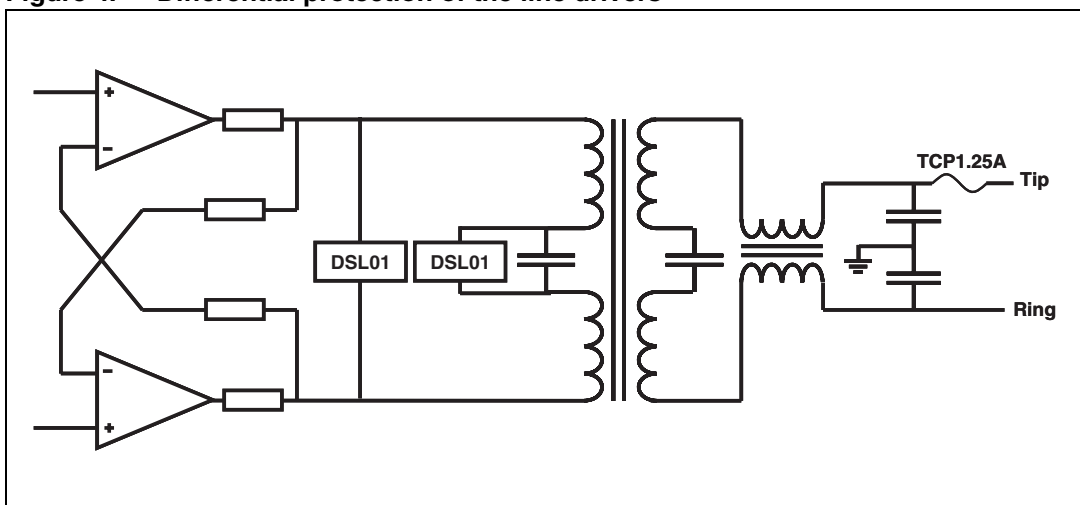 Differential protection of the line drivers
+
-
TCP1.25A
Tip
DSL01
DSL01
Ring
-
+